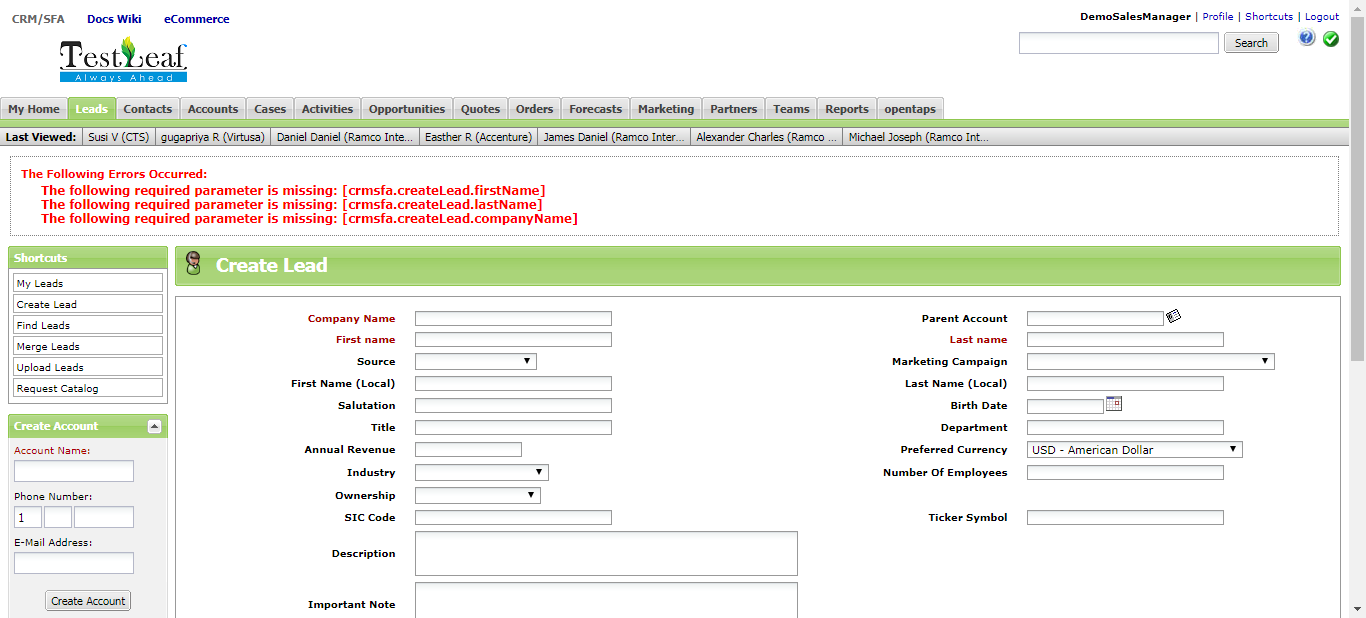 CRM/SFA Docs Wiki eCommerce
DemoSalesManager | Profile | Shortcuts | Logout
TestLeaf
Always Ahead
Search
My Home Leads Contacts Accounts Cases Activities Opportunities Quotes Orders Forecasts Marketing Partners Teams Reports opentaps
Last Viewed: Susi V (CTS) gugapriya R (Virtusa) Daniel Daniel (Ramco Inte... Easther R (Accenture) James Daniel (Ramco Inter... Alexander Charles (Ramco ... Michael Joseph (Ramco Int...
The Following Errors Occurred:
The following required parameter is missing: [crmsfa.createLead.firstName]
The following required parameter is missing: [crmsfa.createLead.lastName]
The following required parameter is missing: [crmsfa.createLead.companyName]
Shortcuts
My Leads
Create Lead
Find Leads
Merge Leads
Upload Leads
Request Catalog
Create Account
Account Name:
Phone Number:
1
E-Mail Address:
Create Account
Create Lead
Company Name Parent Account
First name Last name
Source Marketing Campaign
First Name (Local) Last Name (Local)
Salutation Birth Date
Title Department
Annual Revenue Preferred Currency USD - American Dollar
Industry Number Of Employees
Ownership
SIC Code Ticker Symbol
Description
Important Note